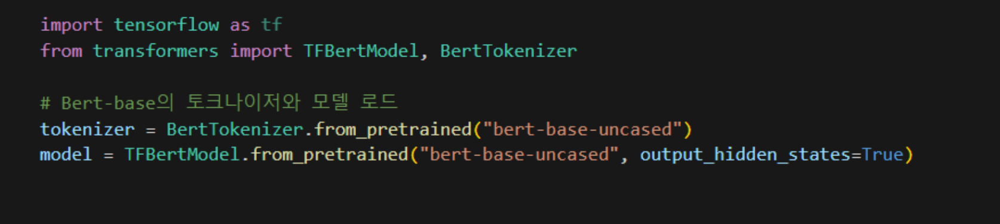 import tensorflow as tf
from transformers import TFBertModel, BertTokenizer
# Bert-base의 토크나이저와 모델 로드
tokenizer = BertTokenizer.from_pretrained("bert-base-uncased")
model = TFBertModel.from_pretrained("bert-base-uncased", output_hidden_states=True)